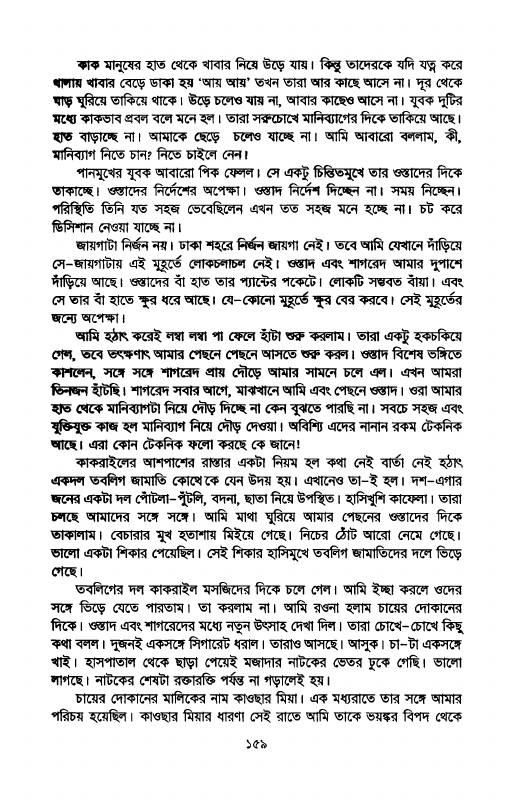 কাক মানুষের হাত থেকে খাবার নিয়ে উড়ে যায়। কিন্তু তাদেরকে যদি যত্ন করে
থালায় খাবার বেড়ে ডাকা হয় ‘আয় আয়’ তখন তারা আর কাছে আসে না। দূর থেকে
ঘাড় ঘুরিয়ে তাকিয়ে থাকে। উড়ে চলেও যায় না, আবার কাছেও আসে না। যুবক দুটির
মধ্যে কাকভাব প্রবল বলে মনে হল। তারা সরুচোখে মানিব্যাগের দিকে তাকিয়ে আছে।
হাত বাড়াচ্ছে না। আমাকে ছেড়ে চলেও যাচ্ছে না। আমি আবারো বললাম, কী,
মানিব্যাগ নিতে চান? নিতে চাইলে নেন!
পানমুখের যুবক আবারো পিক ফেলল। সে একটু চিন্তিতমুখে তার ওস্তাদের দিকে
তাকাচ্ছে। ওস্তাদের নির্দেশের অপেক্ষা। ওস্তাদ নির্দেশ দিচ্ছেন না। সময় নিচ্ছেন।
পরিস্থিতি তিনি যত সহজ ভেবেছিলেন এখন তত সহজ মনে হচ্ছে না। চট করে
ডিসিশান নেওয়া যাচ্ছে না।
জায়গাটা নির্জন নয়। ঢাকা শহরে নির্জন জায়গা নেই। তবে আমি যেখানে দাঁড়িয়ে
সে-জায়গাটায় এই মুহূর্তে লোকচলাচল নেই। ওস্তাদ এবং শাগরেদ আমার দুপাশে
দাঁড়িয়ে আছে। ওস্তাদের বাঁ হাত তার প্যান্টের পকেটে। লোকটি সম্ভবত বাঁয়া। এবং
সে তার বাঁ হাতে ক্ষুর ধরে আছে। যে-কোনো মুহূর্তে ক্ষুর বের করবে। সেই মুহূর্তের
জন্যে অপেক্ষা।
আমি হঠাৎ করেই লম্বা লম্বা পা ফেলে হাঁটা শুরু করলাম। তারা একটু হকচকিয়ে
গেল, তবে তৎক্ষণাৎ আমার পেছনে পেছনে আসতে শুরু করল। ওস্তাদ বিশেষ ভঙ্গিতে
কাশলেন, সঙ্গে সঙ্গে শাগরেদ প্রায় দৌড়ে আমার সামনে চলে এল। এখন আমরা
তিনজন হাঁটছি। শাগরেদ সবার আগে, মাঝখানে আমি এবং পেছনে ওস্তাদ। ওরা আমার
হাত থেকে মানিব্যাগটা নিয়ে দৌড় দিচ্ছে না কেন বুঝতে পারছি না। সবচে সহজ এবং
যুক্তিযুক্ত কাজ হল মানিব্যাগ নিয়ে দৌড় দেওয়া। অবিশ্যি এদের নানান রকম টেকনিক
আছে। এরা কোন টেকনিক ফলো করছে কে জানে!
কাকরাইলের আশপাশের রাস্তার একটা নিয়ম হল কথা নেই বার্তা নেই হঠাৎ
একদল তবলিগ জামাতি কোত্থেকে যেন উদয় হয়। এখানেও তা-ই হল। দশ-এগার
জনের একটা দল পোঁটলা-পুঁটলি, বদনা, ছাতা নিয়ে উপস্থিত। হাসিখুশি কাফেলা। তারা
চলছে আমাদের সঙ্গে সঙ্গে। আমি মাথা ঘুরিয়ে আমার পেছনের ওস্তাদের দিকে
তাকালাম। বেচারার মুখ হতাশায় মিইয়ে গেছে। নিচের ঠোঁট আরো নেমে গেছে।
ভালো একটা শিকার পেয়েছিল। সেই শিকার হাসিমুখে তবলিগ জামাতিদের দলে ভিড়ে
গেছে।
তবলিগের দল কাকরাইল মসজিদের দিকে চলে গেল। আমি ইচ্ছা করলে ওদের
সঙ্গে ভিড়ে যেতে পারতাম। তা করলাম না। আমি রওনা হলাম চায়ের দোকানের
দিকে। ওস্তাদ এবং শাগরেদের মধ্যে নতুন উৎসাহ দেখা দিল। তারা চোখে-চোখে কিছু
কথা বলল। দুজনই একসঙ্গে সিগারেট ধরাল। তারাও আসছে। আসুক। চা-টা একসঙ্গে
খাই। হাসপাতাল থেকে ছাড়া পেয়েই মজাদার নাটকের ভেতর ঢুকে গেছি। ভালো
লাগছে। নাটকের শেষটা রক্তারক্তি পর্যন্ত না গড়ালেই হয়।
চায়ের দোকানের মালিকের নাম কাওছার মিয়া। এক মধ্যরাতে তার সঙ্গে আমার
পরিচয় হয়েছিল। কাওছার মিয়ার ধারণা সেই রাতে আমি তাকে ভয়ঙ্কর বিপদ থেকে
১৫৯